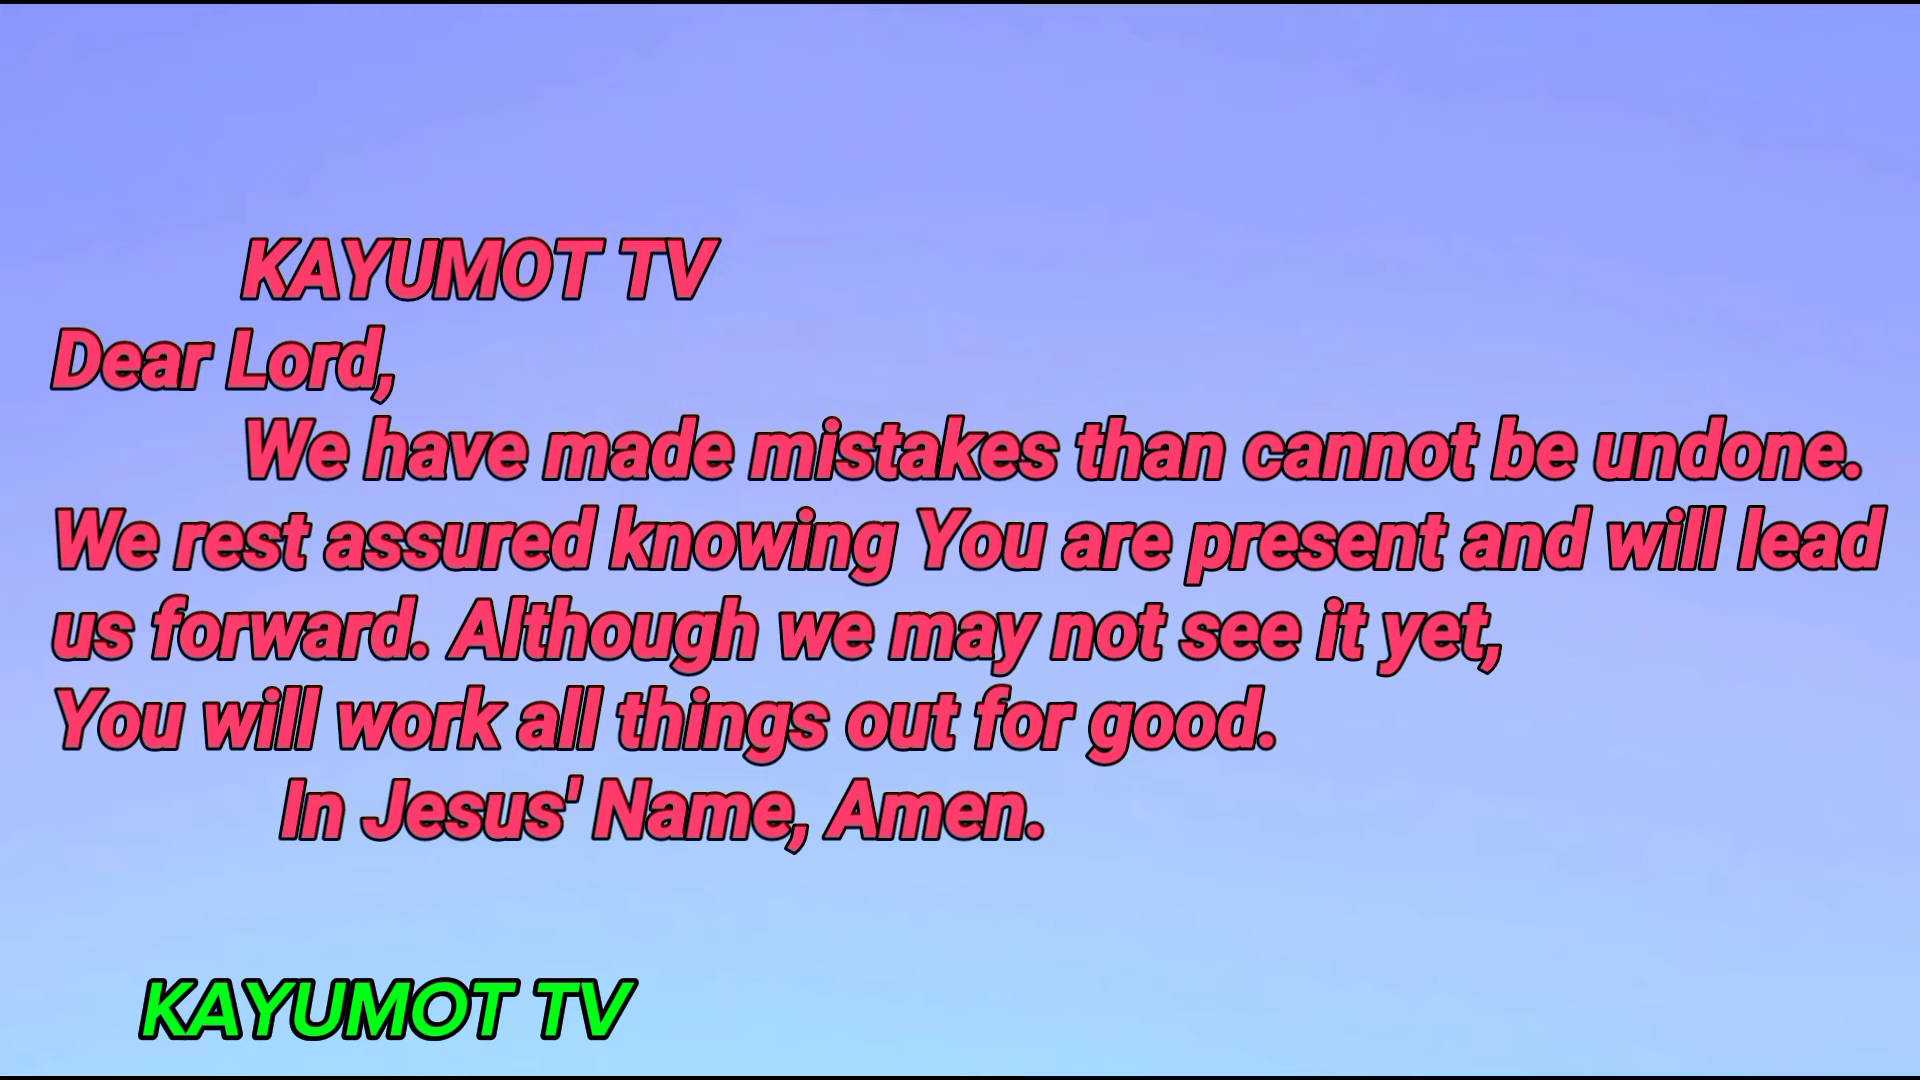 KAYUMOT TV
Dear Lord,
We have made mistakes than cannot be undone.
We rest assured knowing You are present and will lead
us forward. Although we may not see it yet,
You will work all things out for good.
In Jesus' Name, Amen.
KAYUMOT TV